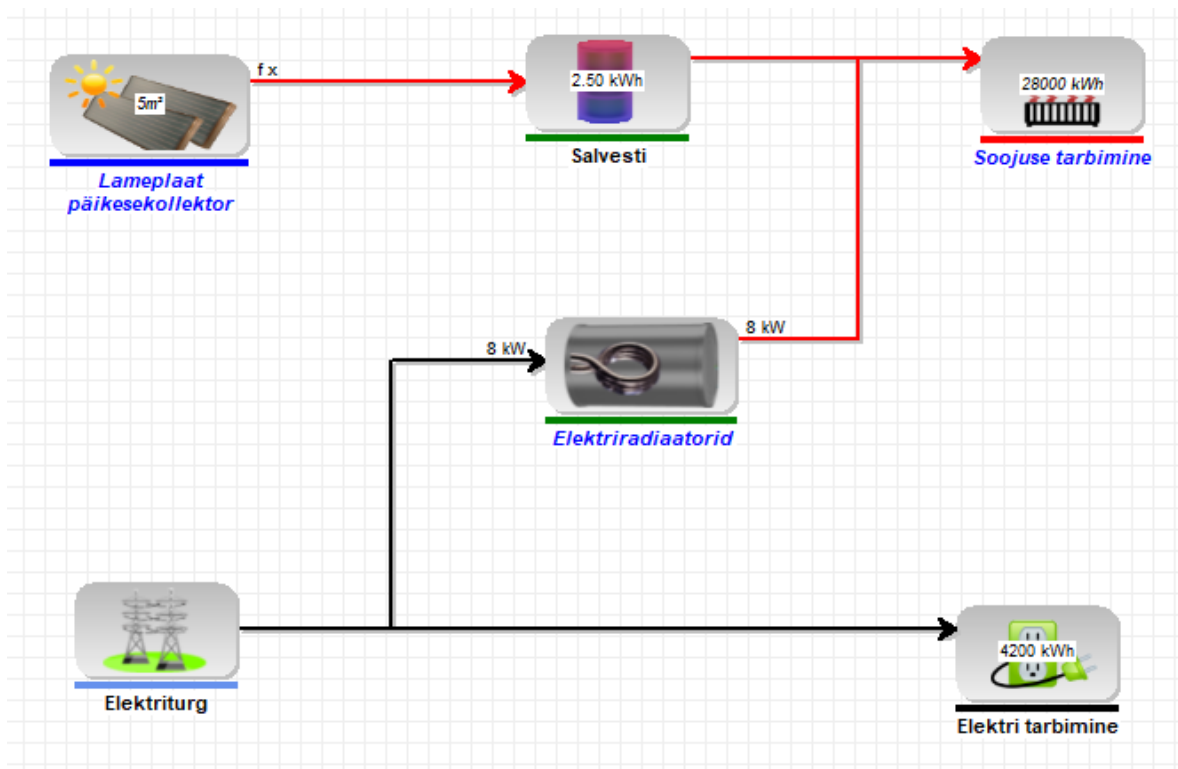 f x
5m²
2.50 kWh
28000 kWh
Salvesti
Soojuse tarbimine
Lameplaat
päikesekollektor
8 kW
8 kW
Elektriradiaatorid
4200 kWh
Elektriturg
Elektri tarbimine